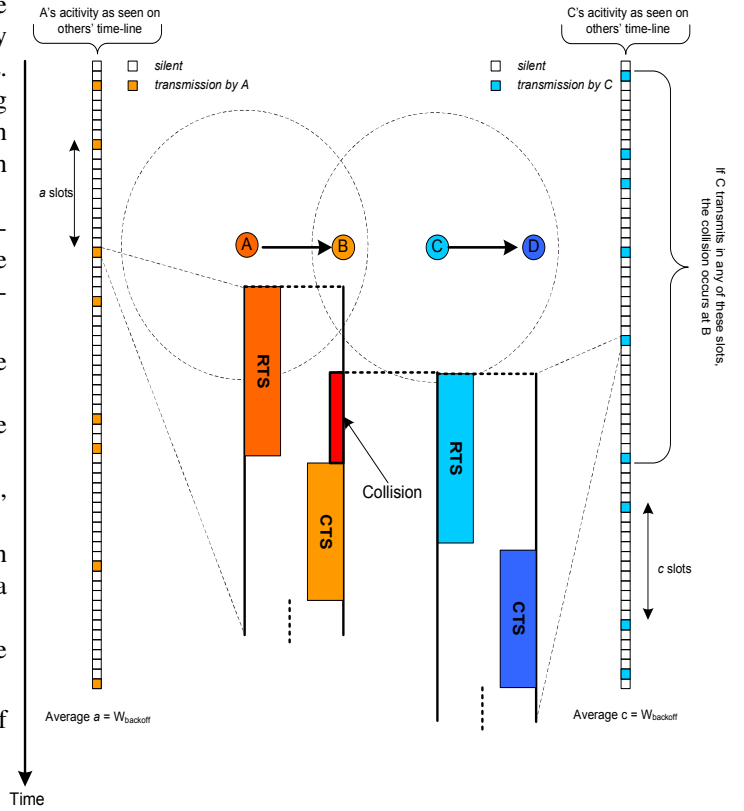 A's acitivity as seen on
others' time-line
silent
transmission by A
a slots
C's acitivity as seen on
others' time-line
silent
transmission by C
If C transmits in any of these slots,
the collision occurs at B
A
B
C
D
RTS
RTS
Collision
CTS
CTS
c slots
Average a = Wbackoff
Average c = Wbackoff
Time